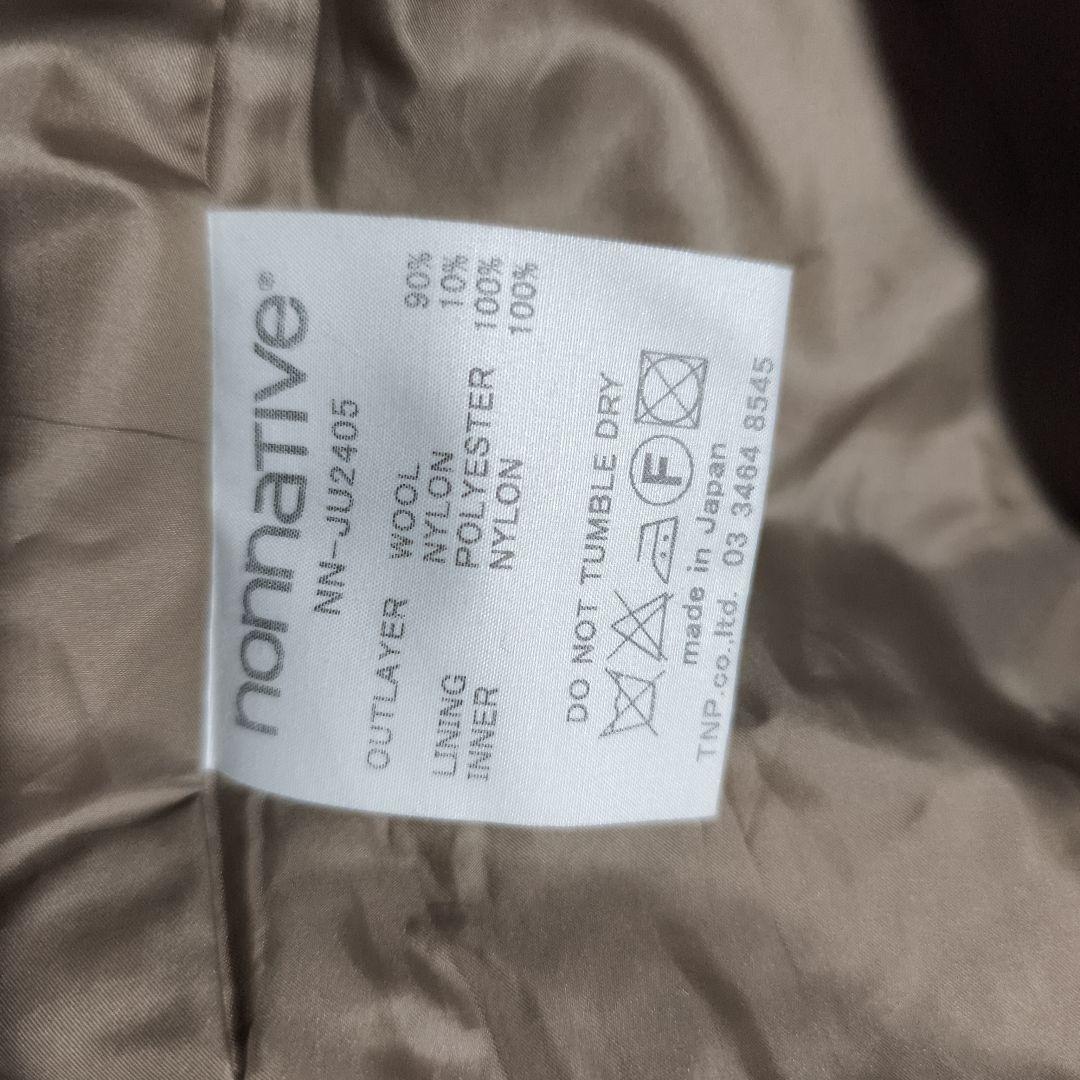 nonnative®
NN-JU2405
OUTLAYER WOOL 90%
NYLON 10%
LINING POLYESTER 100%
INNER NYLON 100%
DO NOT TUMBLE DRY
F
made in Japan
TNP.co.,ltd. 03 3464 8545